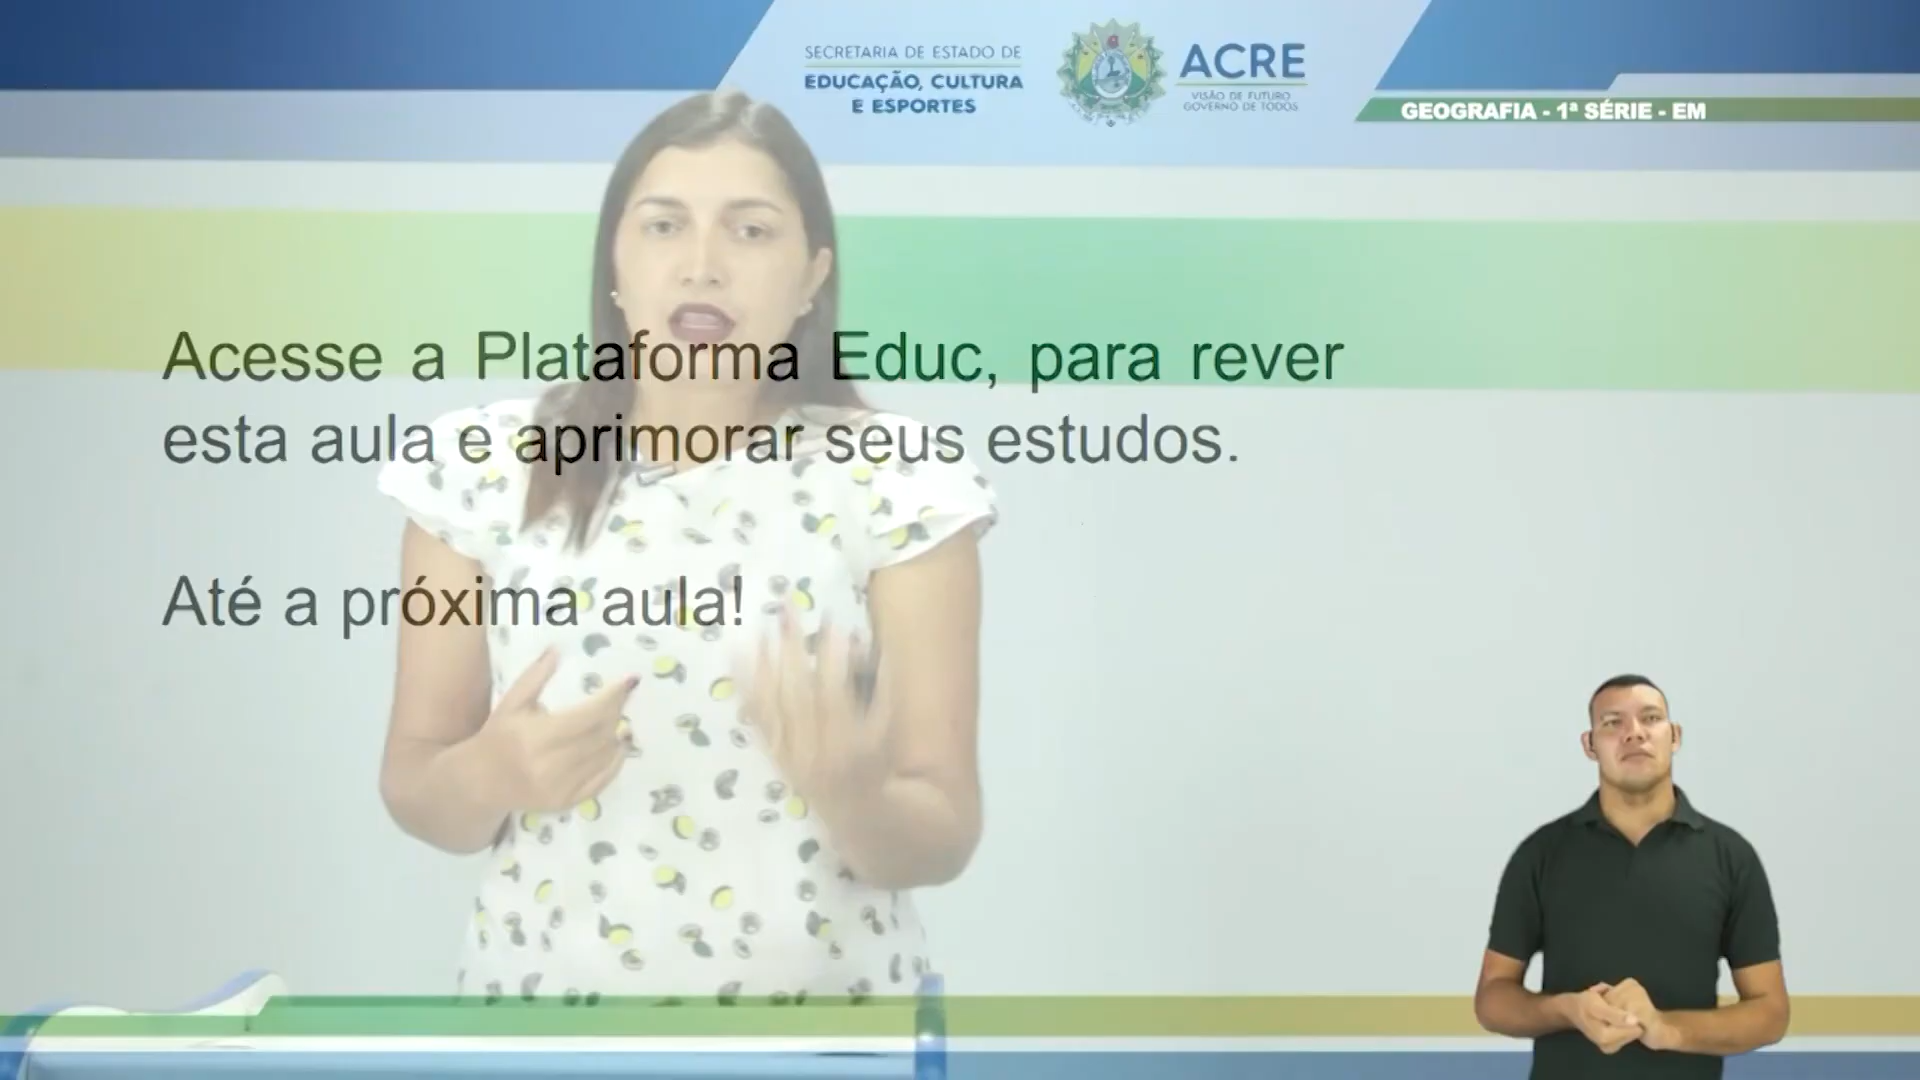 SECRETARIA DE ESTADO DE
EDUCAÇÃO, CULTURA
E ESPORTES
ACRE
VISÃO DE FUTURO
GOVERNO DE TODOS
GEOGRAFIA - 1ª SÉRIE - EM
Acesse a Plataforma Educ, para rever
esta aula e aprimorar seus estudos.
Até a próxima aula!